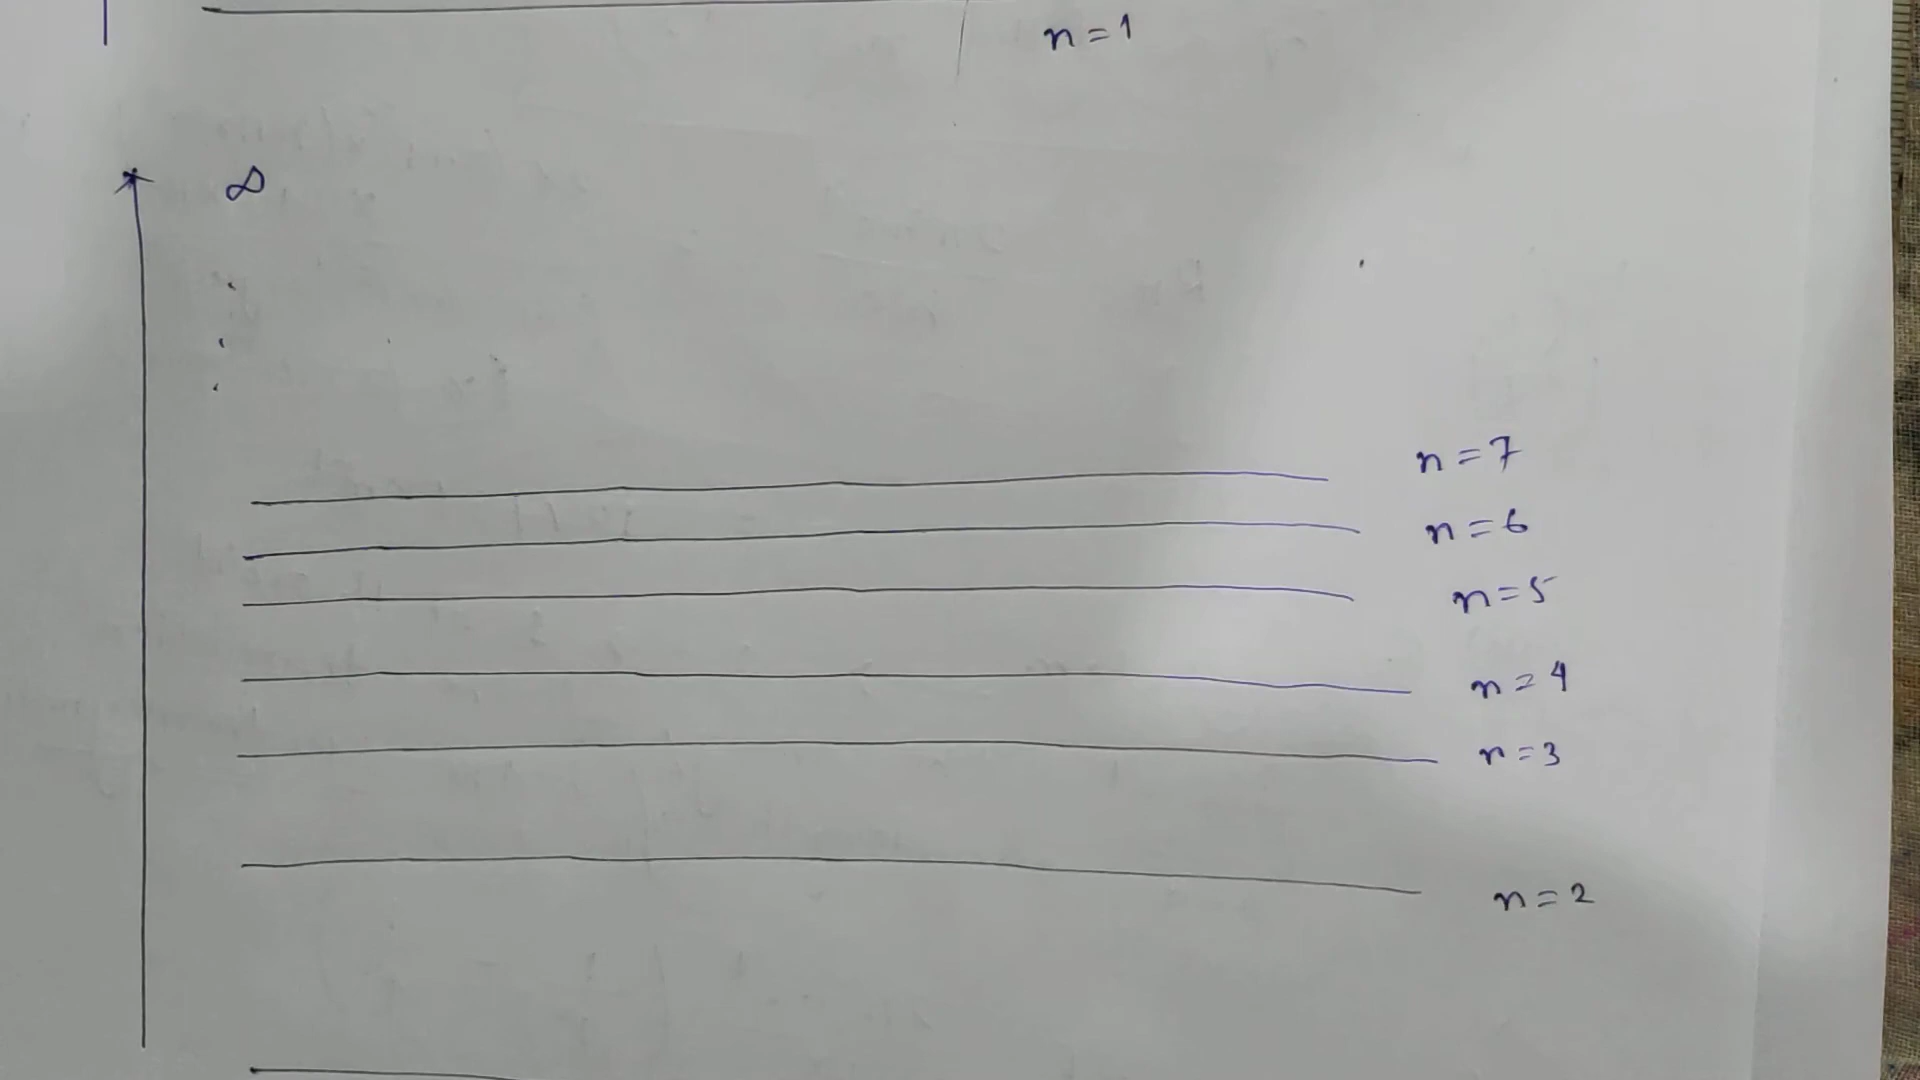 n = 1
∞
n = 7
n = 6
n = 5
n = 4
n = 3
n = 2